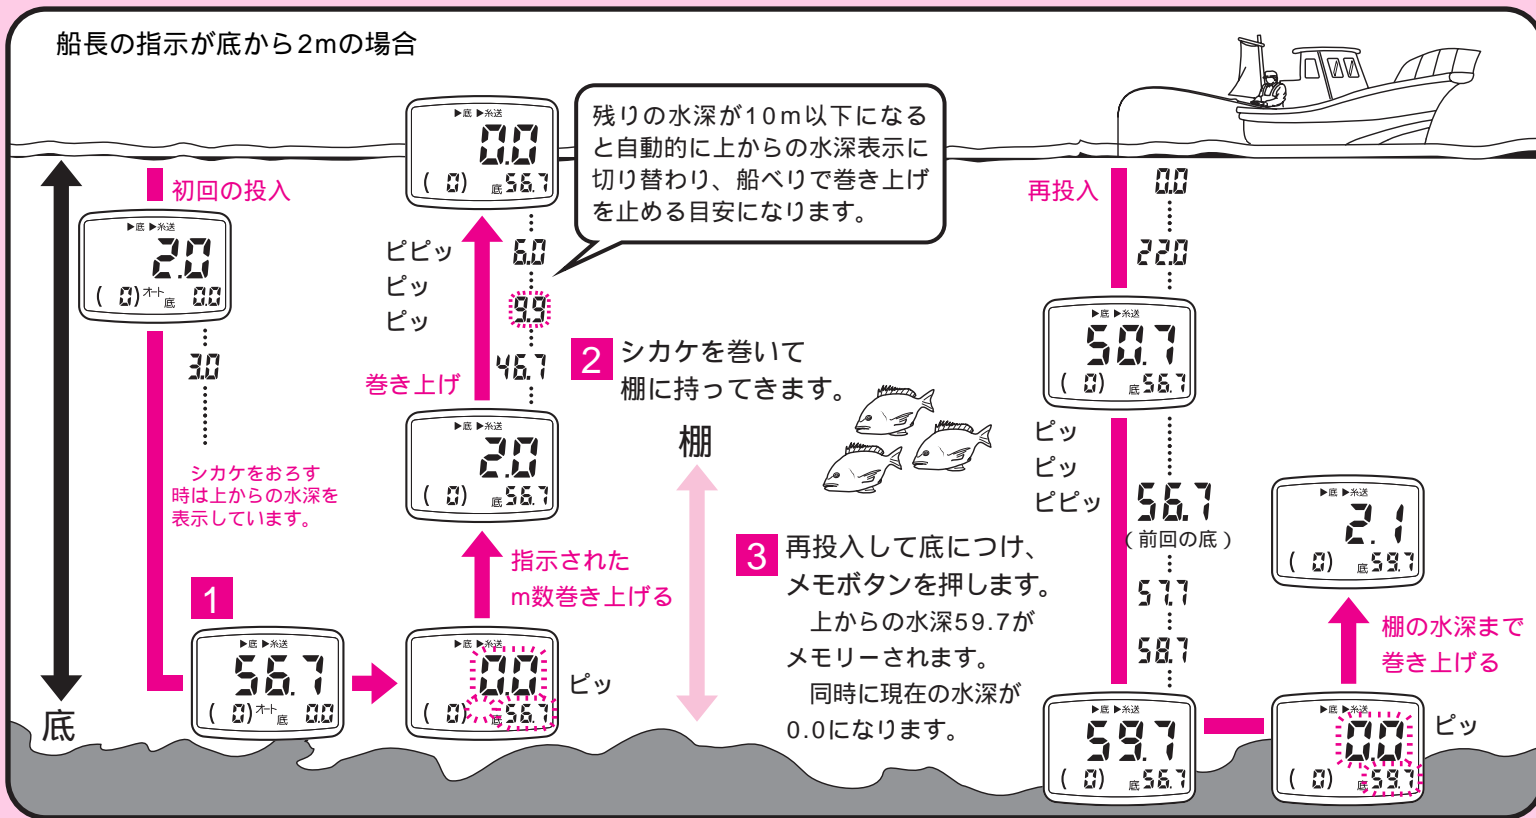 船長の指示が底から2mの場合
初回の投入
▶底 ▶糸送
2.0
( 0) オート 底 0.0
3.0
シカケをおろす
時は上からの水深を
表示しています。
底
1
▶底 ▶糸送
56.7
( 0) オート 底 0.0
▶底 ▶糸送
0.0
( 0) 底 56.7
ピッ
指示された
m数巻き上げる
▶底 ▶糸送
2.0
( 0) 底 56.7
巻き上げ
46.7
9.9
6.0
ピピッ
ピッ
ピッ
▶底 ▶糸送
0.0
( 0) 底 56.7
残りの水深が10m以下になる
と自動的に上からの水深表示に
切り替わり、船べりで巻き上げ
を止める目安になります。
2 シカケを巻いて
棚に持ってきます。
棚
3 再投入して底につけ、
メモボタンを押します。
上からの水深59.7が
メモリーされます。
同時に現在の水深が
0.0になります。
再投入
0.0
22.0
▶底 ▶糸送
50.7
( 0) 底 56.7
ピッ
ピッ
ピピッ
56.7
(前回の底)
57.7
58.7
▶底 ▶糸送
59.7
( 0) 底 56.7
▶底 ▶糸送
0.0
( 0) 底 59.7
ピッ
棚の水深まで
巻き上げる
▶底 ▶糸送
2.1
( 0) 底 59.7